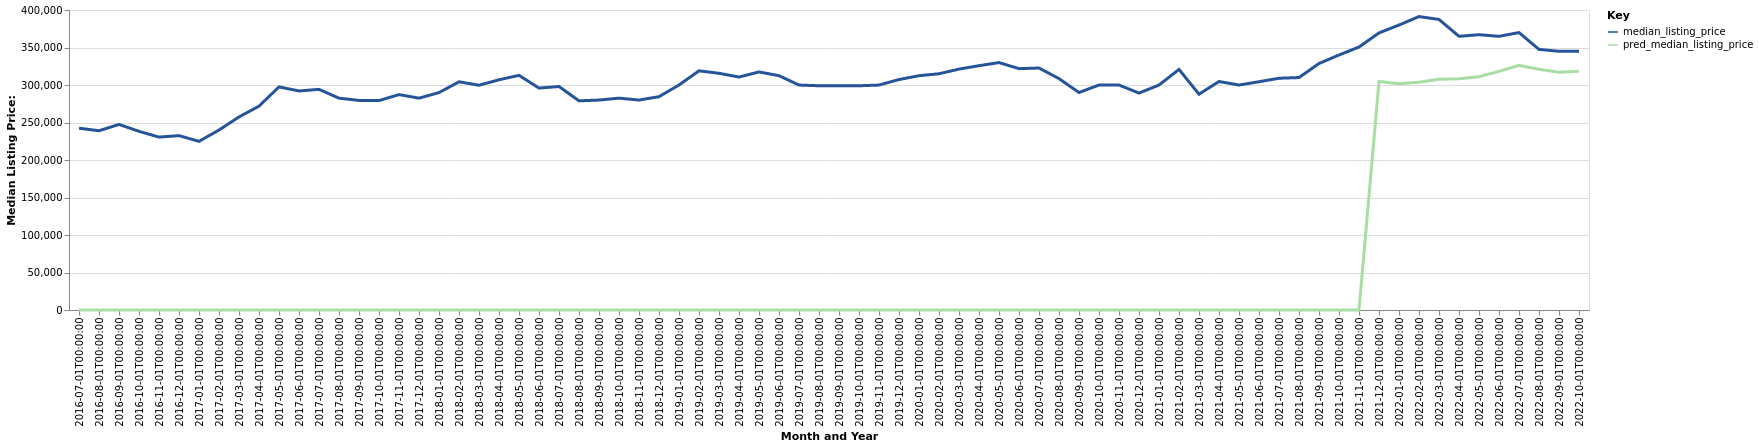 400,000
350,000
300,000
250,000
200,000
150,000
100,000
50,000
0
Median Listing Price:
2016-07-01T00:00:00
2016-08-01T00:00:00
2016-09-01T00:00:00
2016-10-01T00:00:00
2016-11-01T00:00:00
2016-12-01T00:00:00
2017-01-01T00:00:00
2017-02-01T00:00:00
2017-03-01T00:00:00
2017-04-01T00:00:00
2017-05-01T00:00:00
2017-06-01T00:00:00
2017-07-01T00:00:00
2017-08-01T00:00:00
2017-09-01T00:00:00
2017-10-01T00:00:00
2017-11-01T00:00:00
2017-12-01T00:00:00
2018-01-01T00:00:00
2018-02-01T00:00:00
2018-03-01T00:00:00
2018-04-01T00:00:00
2018-05-01T00:00:00
2018-06-01T00:00:00
2018-07-01T00:00:00
2018-08-01T00:00:00
2018-09-01T00:00:00
2018-10-01T00:00:00
2018-11-01T00:00:00
2018-12-01T00:00:00
2019-01-01T00:00:00
2019-02-01T00:00:00
2019-03-01T00:00:00
2019-04-01T00:00:00
2019-05-01T00:00:00
2019-06-01T00:00:00
2019-07-01T00:00:00
2019-08-01T00:00:00
2019-09-01T00:00:00
2019-10-01T00:00:00
2019-11-01T00:00:00
2019-12-01T00:00:00
2020-01-01T00:00:00
2020-02-01T00:00:00
2020-03-01T00:00:00
2020-04-01T00:00:00
2020-05-01T00:00:00
2020-06-01T00:00:00
2020-07-01T00:00:00
2020-08-01T00:00:00
2020-09-01T00:00:00
2020-10-01T00:00:00
2020-11-01T00:00:00
2020-12-01T00:00:00
2021-01-01T00:00:00
2021-02-01T00:00:00
2021-03-01T00:00:00
2021-04-01T00:00:00
2021-05-01T00:00:00
2021-06-01T00:00:00
2021-07-01T00:00:00
2021-08-01T00:00:00
2021-09-01T00:00:00
2021-10-01T00:00:00
2021-11-01T00:00:00
2021-12-01T00:00:00
2022-01-01T00:00:00
2022-02-01T00:00:00
2022-03-01T00:00:00
2022-04-01T00:00:00
2022-05-01T00:00:00
2022-06-01T00:00:00
2022-07-01T00:00:00
2022-08-01T00:00:00
2022-09-01T00:00:00
2022-10-01T00:00:00
Month and Year
Key
median_listing_price
pred_median_listing_price